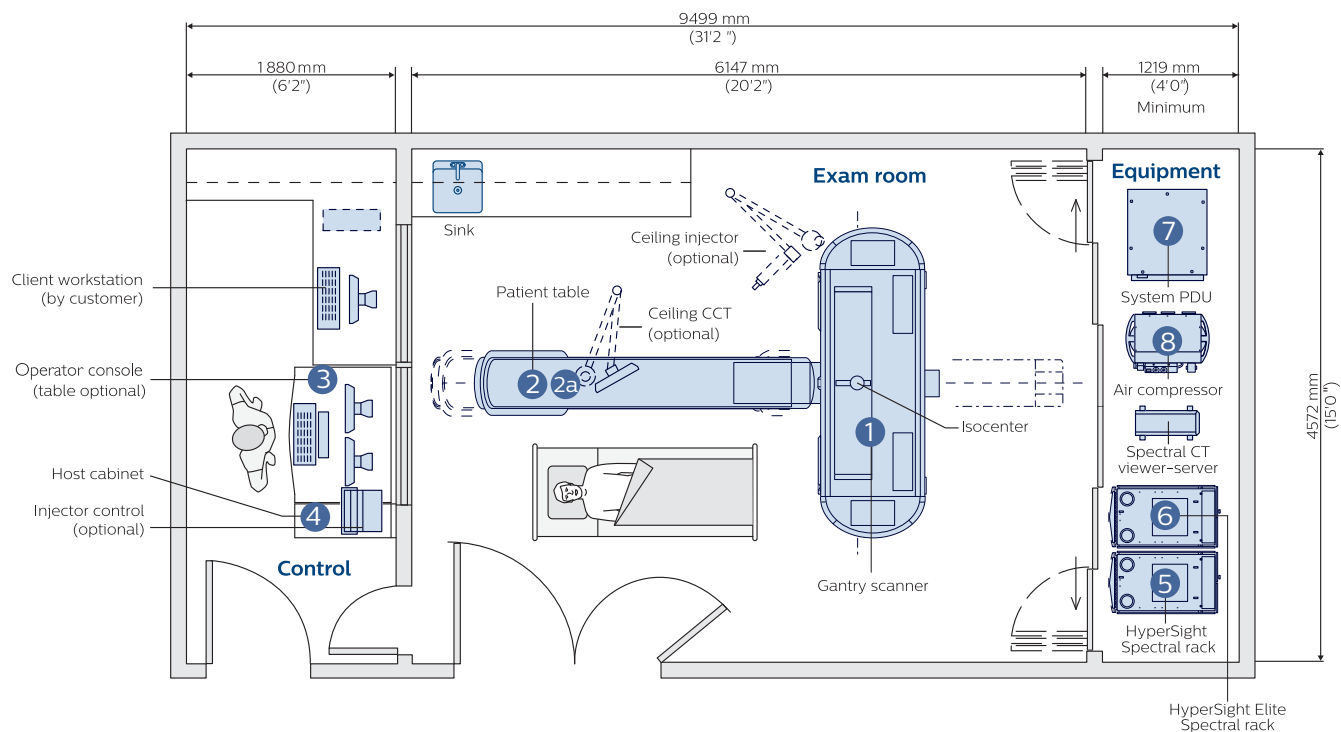 9499 mm
(31'2 ")
1880 mm
(6'2")
6147 mm
(20'2")
1219 mm
(4'0")
Minimum
Exam room
Equipment
7
Sink
Ceiling injector
(optional)
Client workstation
(by customer)
Patient table
System PDU
Ceiling CCT
(optional)
8
Operator console
(table optional)
3
2
2a
Air compressor
4572 mm
(15'0 ")
1
Isocenter
Spectral CT
viewer-server
Host cabinet
Injector control
(optional)
4
6
Control
Gantry scanner
5
HyperSight
Spectral rack
HyperSight Elite
Spectral rack